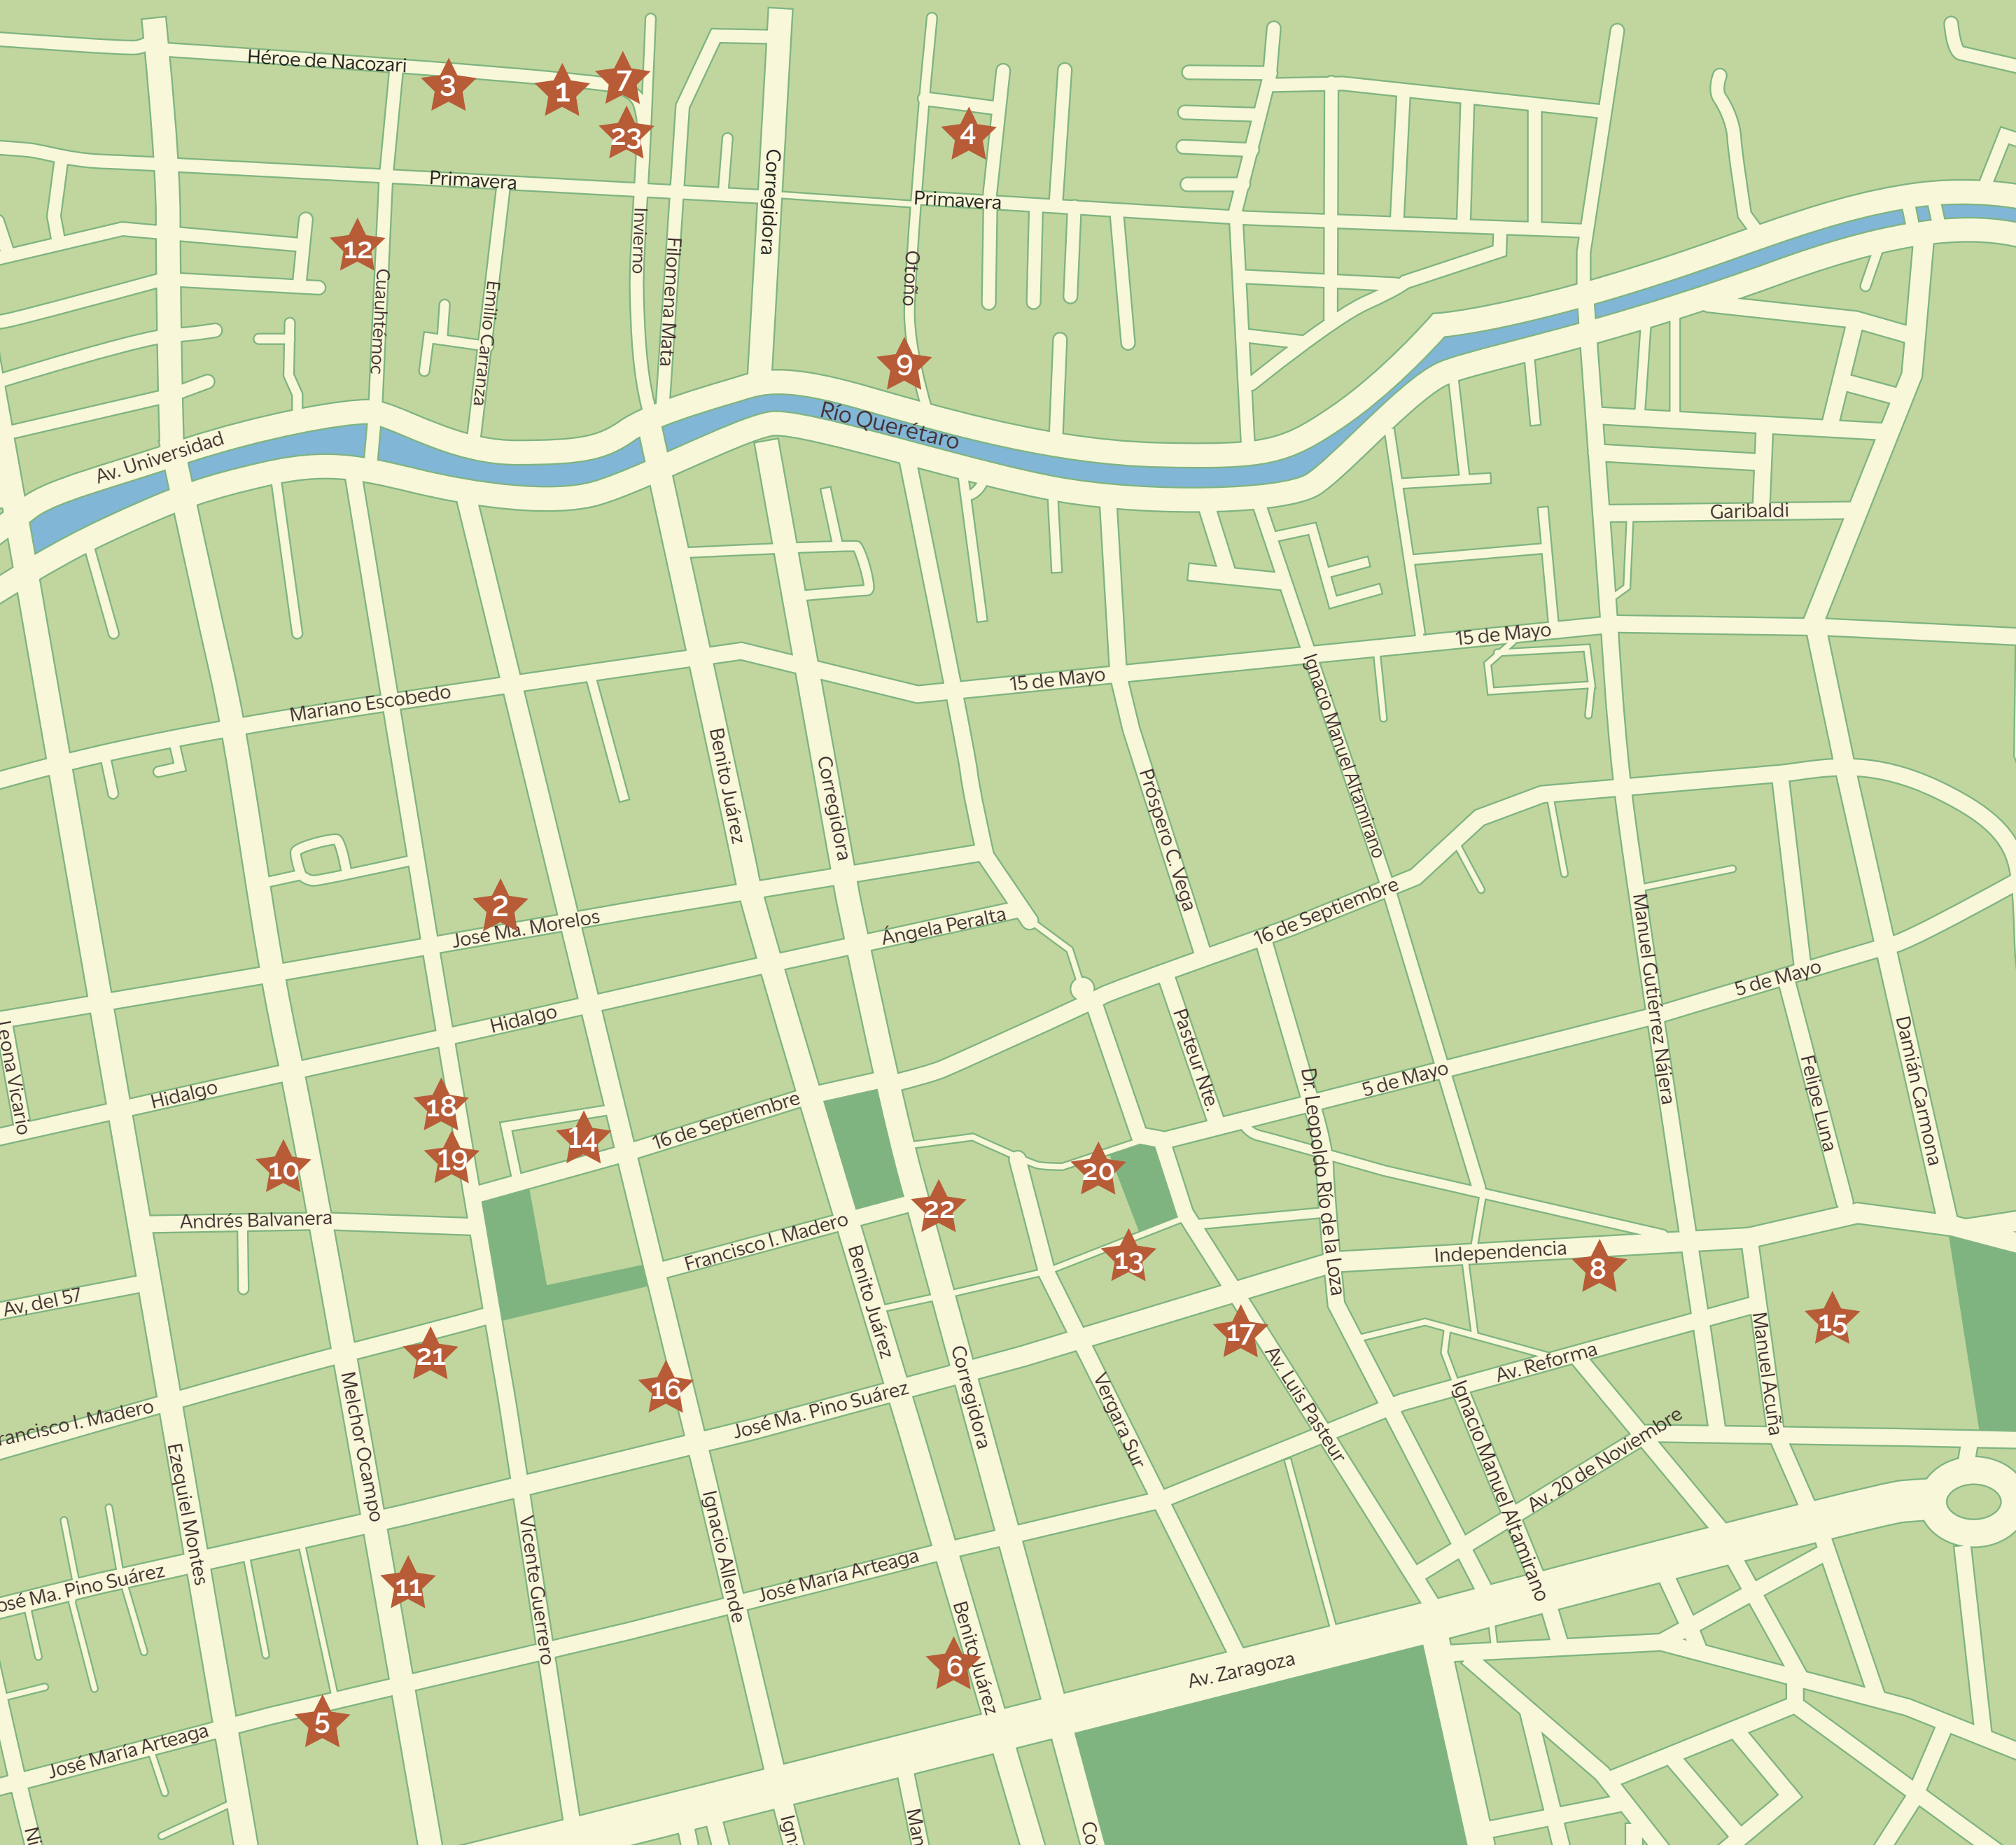 Héroe de Nacozari
3
1
7
23
4
Primavera
Primavera
Corregidora
12
Cuauhtémoc
Emilio Carranza
Invierno
Filomena Mata
Otoño
9
Av. Universidad
Río Querétaro
Garibaldi
15 de Mayo
15 de Mayo
Mariano Escobedo
Benito Juárez
Corregidora
Próspero C. Vega
Ignacio Manuel Altamirano
2
José Ma. Morelos
Ángela Peralta
16 de Septiembre
Manuel Gutiérrez Nájera
5 de Mayo
Hidalgo
Hidalgo
Leona Vicario
Pasteur Nte.
Dr. Leopoldo Río de la Loza
5 de Mayo
Felipe Luna
Damián Carmona
18
19
14
10
16 de Septiembre
20
22
13
Andrés Balvanera
Francisco I. Madero
Independencia
8
15
Av, del 57
21
16
17
Benito Juárez
Corregidora
Av. Luis Pasteur
Av. Reforma
Manuel Acuña
Francisco I. Madero
Melchor Ocampo
José Ma. Pino Suárez
Vergara Sur
Ignacio Manuel Altamirano
Av. 20 de Noviembre
Ezequiel Montes
Vicente Guerrero
Ignacio Allende
José Ma. Pino Suárez
11
José María Arteaga
Benito Juárez
6
Av. Zaragoza
5
José María Arteaga
Ni
Igna
Man
Co